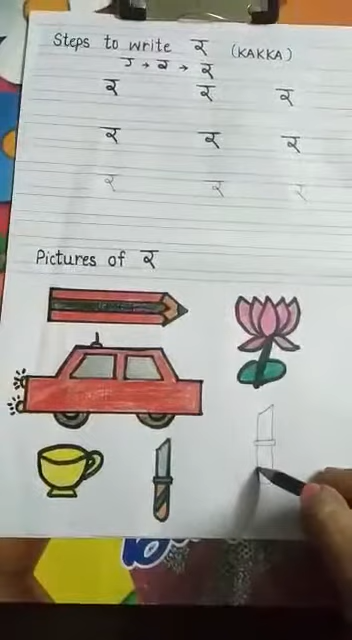 Steps to write ਕ (KAKKA)
→ → ਕ
ਕ ਕ ਕ
ਕ ਕ ਕ
ਕ ਕ ਕ
Pictures of ਕ